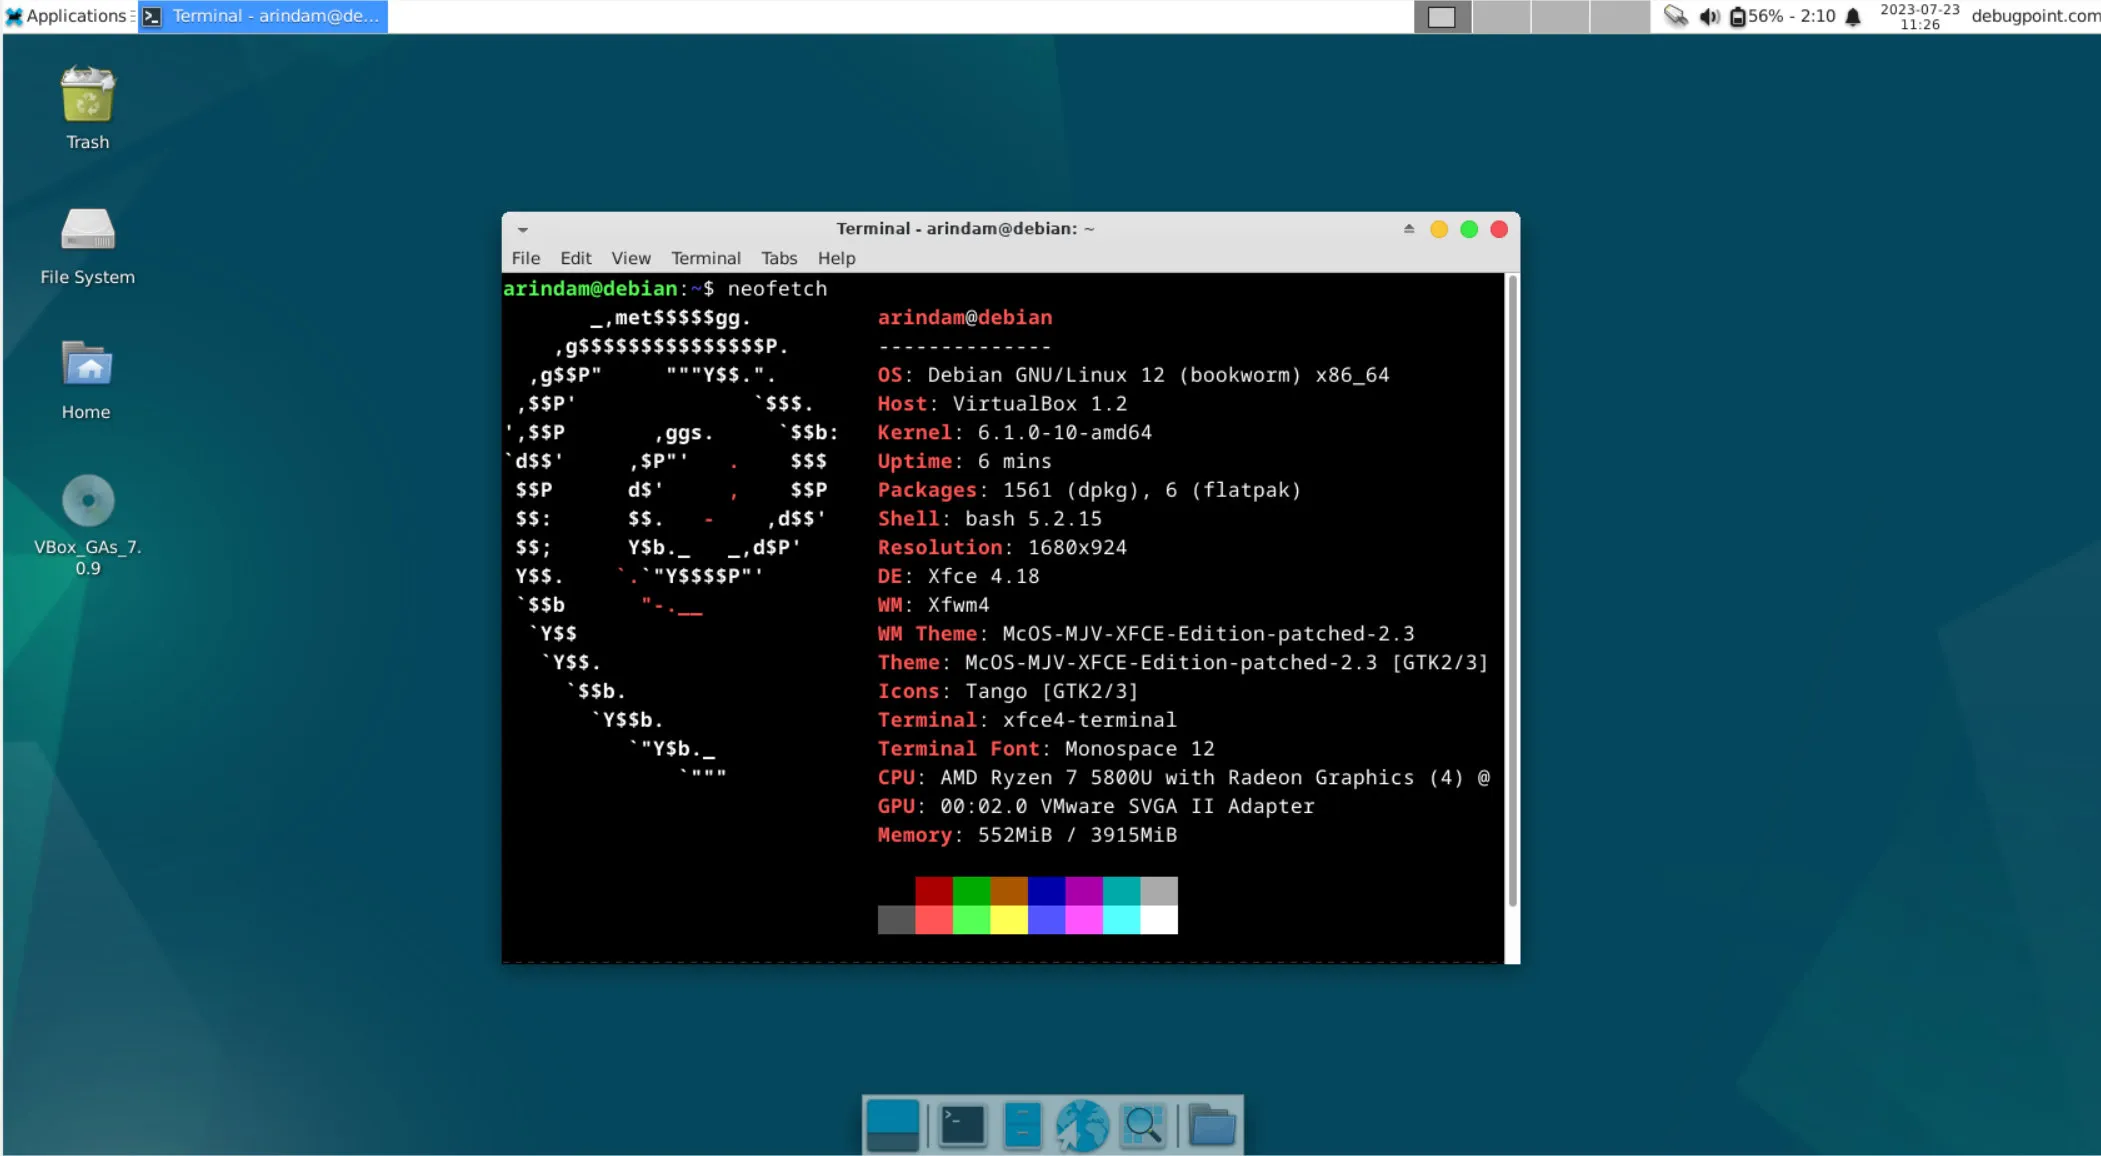 Applications
Terminal - arindam@de...
56% - 2:10
2023-07-23
11:26
debugpoint.com
Trash
File System
Home
VBox_GAs_7.
0.9
Terminal - arindam@debian: ~
File Edit View Terminal Tabs Help
arindam@debian:~$ neofetch
       _,met$$$$$gg.          arindam@debian
    ,g$$$$$$$$$$$$$$$P.       --------------
  ,g$$P"     """Y$$.".        OS: Debian GNU/Linux 12 (bookworm) x86_64
 ,$$P'              `$$$.     Host: VirtualBox 1.2
',$$P       ,ggs.     `$$b:   Kernel: 6.1.0-10-amd64
`d$$'     ,$P"'   .    $$$    Uptime: 6 mins
 $$P      d$'     ,    $$P    Packages: 1561 (dpkg), 6 (flatpak)
 $$:      $$.   -    ,d$$'    Shell: bash 5.2.15
 $$;      Y$b._   _,d$P'      Resolution: 1680x924
 Y$$.    `.`"Y$$$$P"'         DE: Xfce 4.18
 `$$b      "-.__              WM: Xfwm4
  `Y$$                        WM Theme: McOS-MJV-XFCE-Edition-patched-2.3
   `Y$$.                      Theme: McOS-MJV-XFCE-Edition-patched-2.3 [GTK2/3]
     `$$b.                    Icons: Tango [GTK2/3]
       `Y$$b.                 Terminal: xfce4-terminal
          `"Y$b._             Terminal Font: Monospace 12
              `"""            CPU: AMD Ryzen 7 5800U with Radeon Graphics (4) @
                              GPU: 00:02.0 VMware SVGA II Adapter
                              Memory: 552MiB / 3915MiB